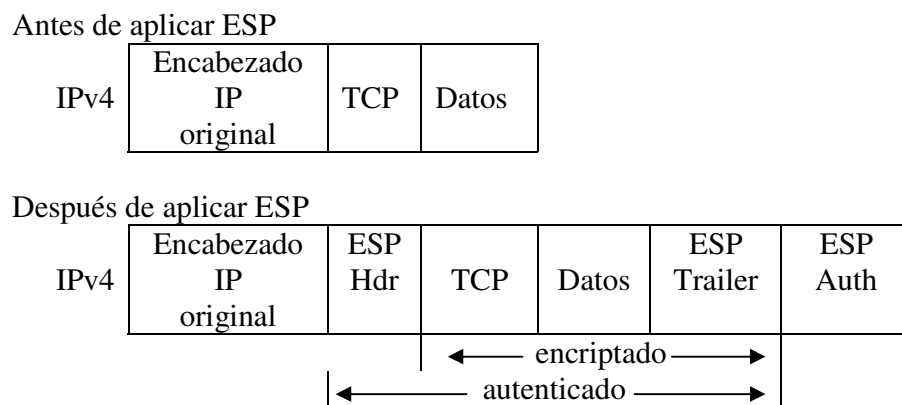 Antes de aplicar ESP
Encabezado
IPv4 IP TCP Datos
original
Después de aplicar ESP
Encabezado ESP ESP ESP
IPv4 IP Hdr TCP Datos Trailer Auth
original
encriptado
autenticado